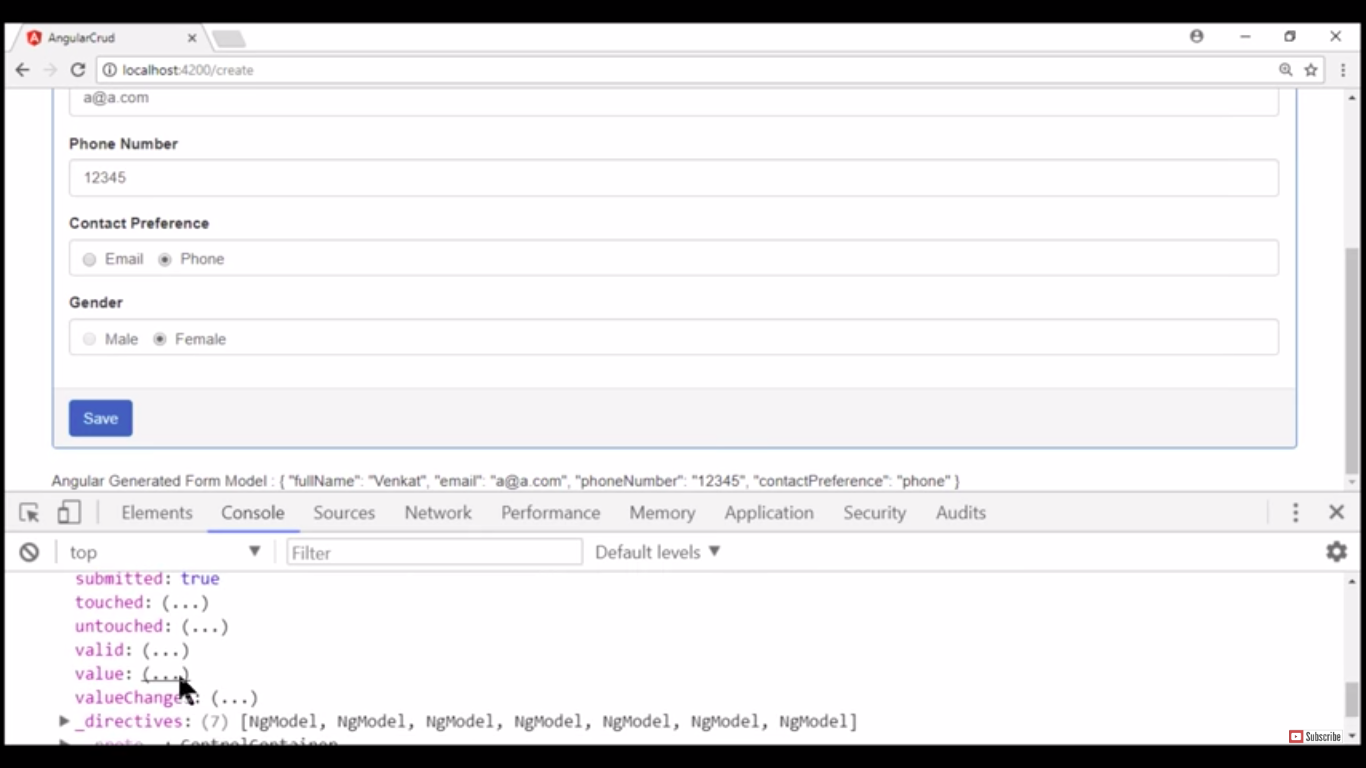 AngularCrud
localhost:4200/create
a@a.com
Phone Number
12345
Contact Preference
Email Phone
Gender
Male Female
Save
Angular Generated Form Model : { "fullName": "Venkat", "email": "a@a.com", "phoneNumber": "12345", "contactPreference": "phone" }
Elements Console Sources Network Performance Memory Application Security Audits
top Filter Default levels
submitted: true
touched: (...)
untouched: (...)
valid: (...)
value: (...)
valueChanges: (...)
_directives: (7) [NgModel, NgModel, NgModel, NgModel, NgModel, NgModel, NgModel]
ControlContainer
Subscribe